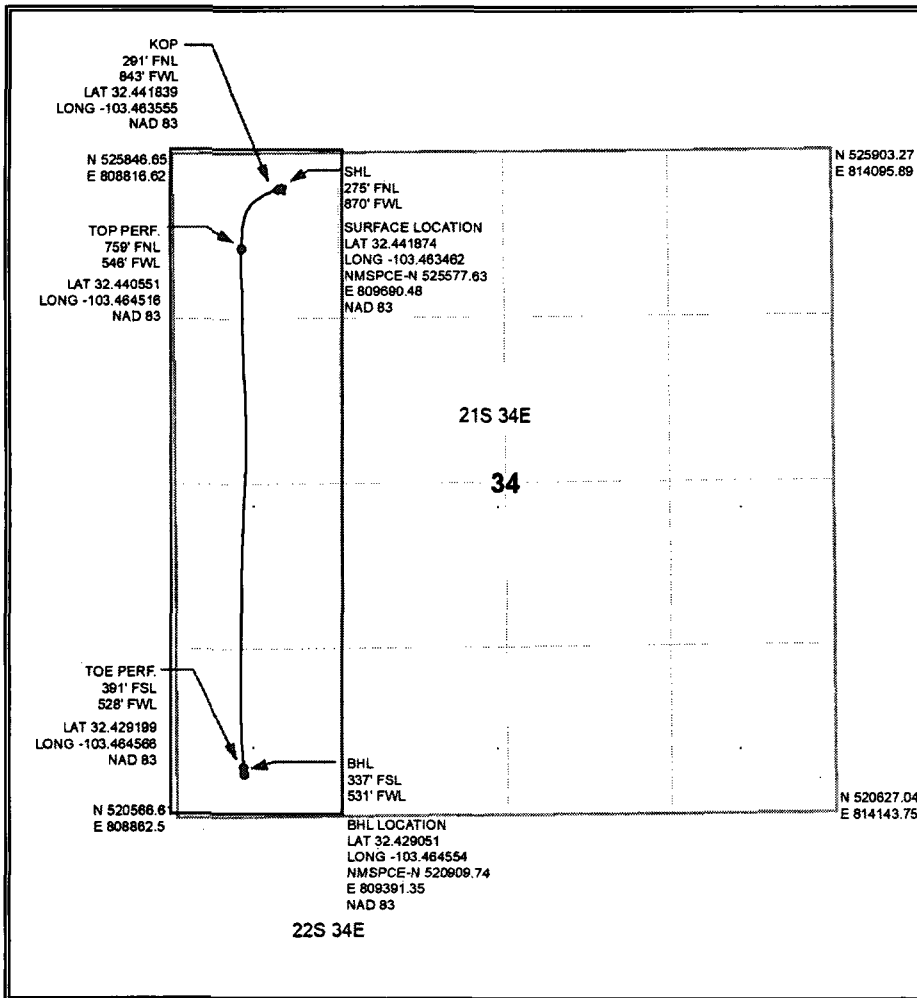 KOP
291' FNL
843' FWL
LAT 32.441839
LONG -103.463555
NAD 83
N 525846.65
E 808816.62
N 525903.27
E 814095.89
SHL
275' FNL
870' FWL
SURFACE LOCATION
LAT 32.441874
LONG -103.463462
NMSPCE-N 525577.63
E 809690.48
NAD 83
TOP PERF.
759' FNL
546' FWL
LAT 32.440551
LONG -103.464516
NAD 83
21S 34E
34
TOE PERF.
391' FSL
528' FWL
LAT 32.429199
LONG -103.464566
NAD 83
BHL
337' FSL
531' FWL
N 520566.61
E 808862.5
N 520627.04
E 814143.75
BHL LOCATION
LAT 32.429051
LONG -103.464554
NMSPCE-N 520909.74
E 809391.35
NAD 83
22S 34E